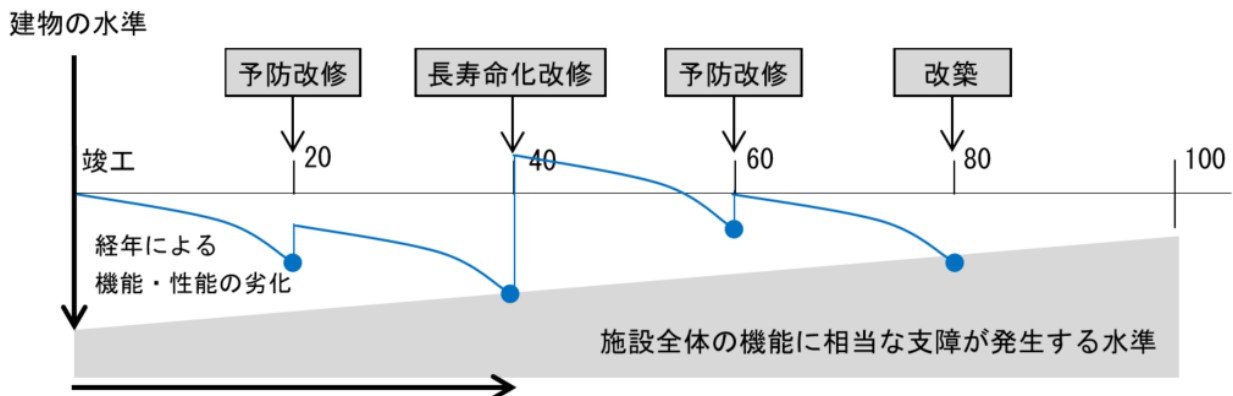 建物の水準
予防改修
長寿命化改修
予防改修
改築
竣工
20
40
60
80
100
経年による
機能・性能の劣化
施設全体の機能に相当な支障が発生する水準